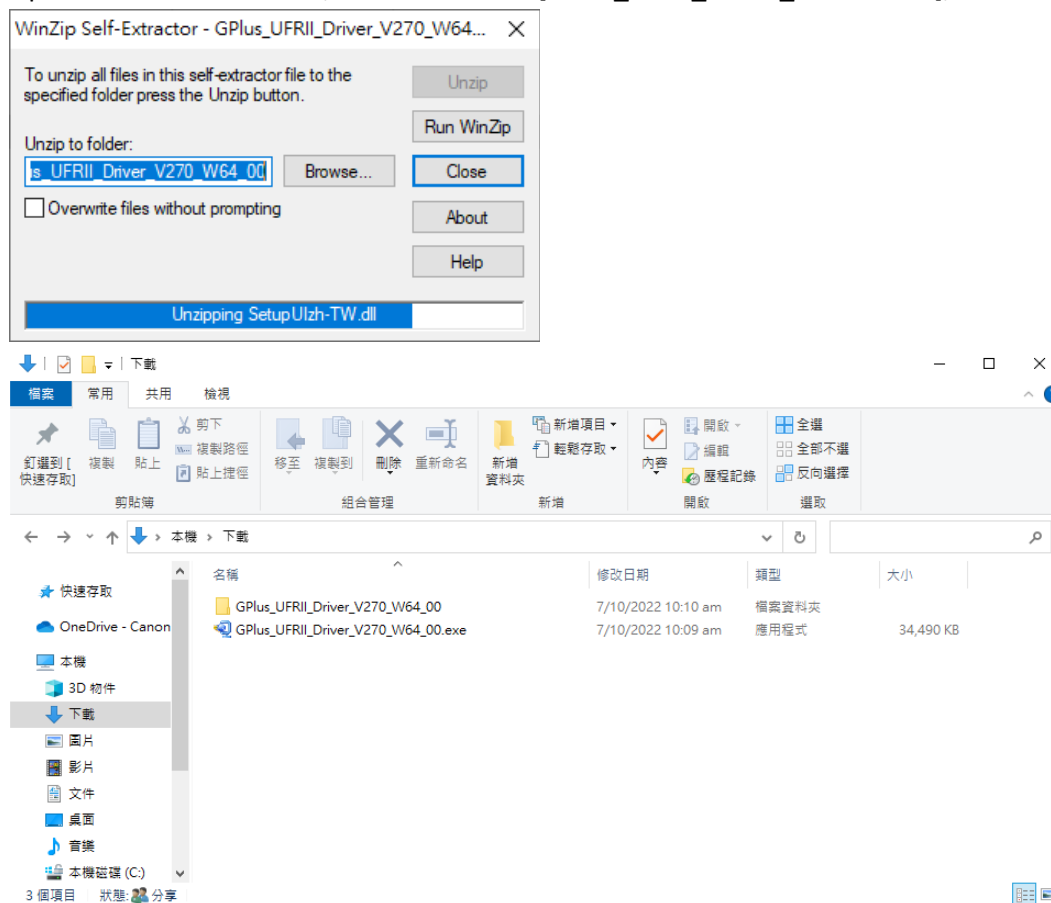 WinZip Self-Extractor - GPlus_UFRII_Driver_V270_W64...
To unzip all files in this self-extractor file to the
specified folder press the Unzip button.
Unzip
Run WinZip
Unzip to folder:
s_UFRII_Driver_V270_W64_00
Browse...
Close
Overwrite files without prompting
About
Help
Unzipping SetupUIzh-TW.dll
下載
檔案 常用 共用 檢視
釘選到 [
快速存取]
複製
貼上
剪下
複製路徑
貼上捷徑
剪貼簿
移至
複製到
刪除
重新命名
組合管理
新增
資料夾
新增項目
輕鬆存取
新增
內容
開啟
編輯
歷程記錄
開啟
全選
全部不選
反向選擇
選取
本機 › 下載
名稱 修改日期 類型 大小
GPlus_UFRII_Driver_V270_W64_00 7/10/2022 10:10 am 檔案資料夾
GPlus_UFRII_Driver_V270_W64_00.exe 7/10/2022 10:09 am 應用程式 34,490 KB
快速存取
OneDrive - Canon
本機
3D 物件
下載
圖片
影片
文件
桌面
音樂
本機磁碟 (C:)
3 個項目 狀態: 分享